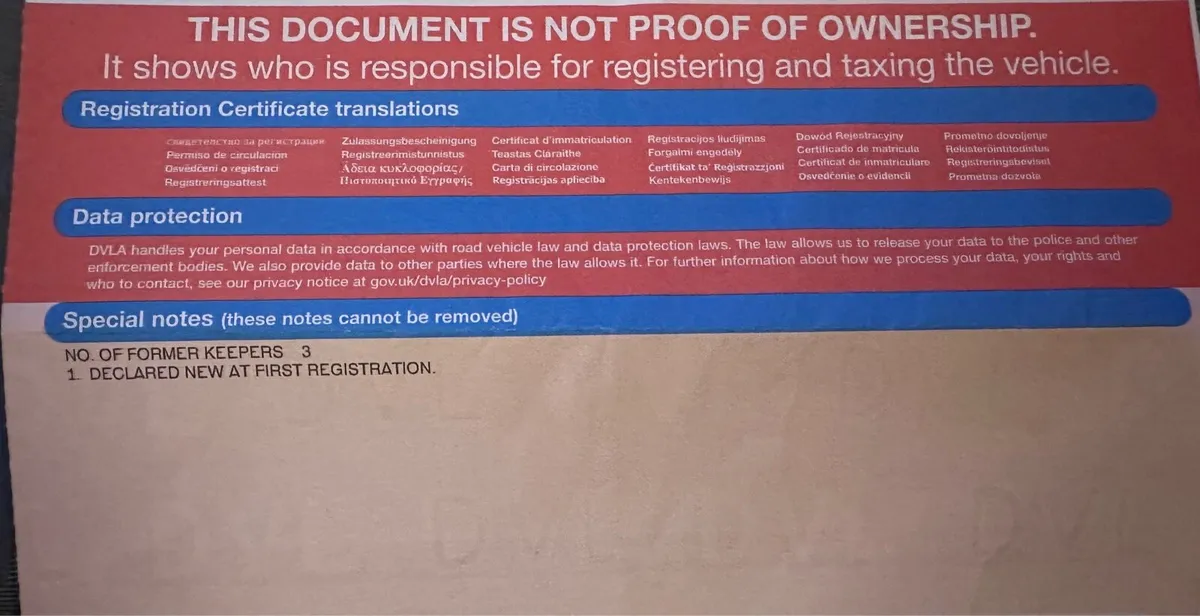 THIS DOCUMENT IS NOT PROOF OF OWNERSHIP.
It shows who is responsible for registering and taxing the vehicle.
Registration Certificate translations
свидетелство за регистрации Zulassungsbescheinigung Certificat d'immatriculation Registracijos liudijimas Dowód Rejestracyjny Prometno dovoljenje
Permiso de circulacion Registreerimistunnistus Teastas Cláraithe Forgalmi engedély Certificado de matrícula Rekisteröintitodistus
Osvedčeni o registraci Άδεια κυκλοφορίας/ Carta di circolazione Ċertifikat ta' Reġistrazzjoni Certificat de inmatriculare Registreringsbeviset
Registreringsattest Πιστοποιητικό Εγγραφής Registrācijas apliecība Kentekenbewijs Osvedčenie o evidencii Prometna dozvola
Data protection
DVLA handles your personal data in accordance with road vehicle law and data protection laws. The law allows us to release your data to the police and other
enforcement bodies. We also provide data to other parties where the law allows it. For further information about how we process your data, your rights and
who to contact, see our privacy notice at gov.uk/dvla/privacy-policy
Special notes (these notes cannot be removed)
NO. OF FORMER KEEPERS 3
1. DECLARED NEW AT FIRST REGISTRATION.